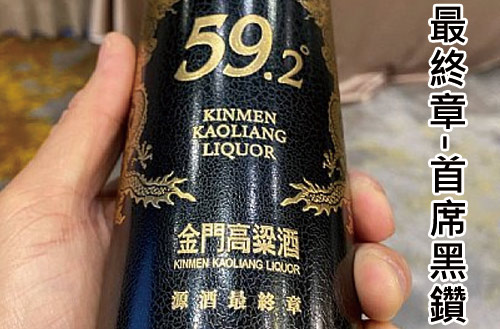 59.2°
KINMEN
KAOLIANG
LIQUOR
金門高粱酒
KINMEN KAOLIANG LIQUOR
源酒最終章
最終章-首席黑鑽